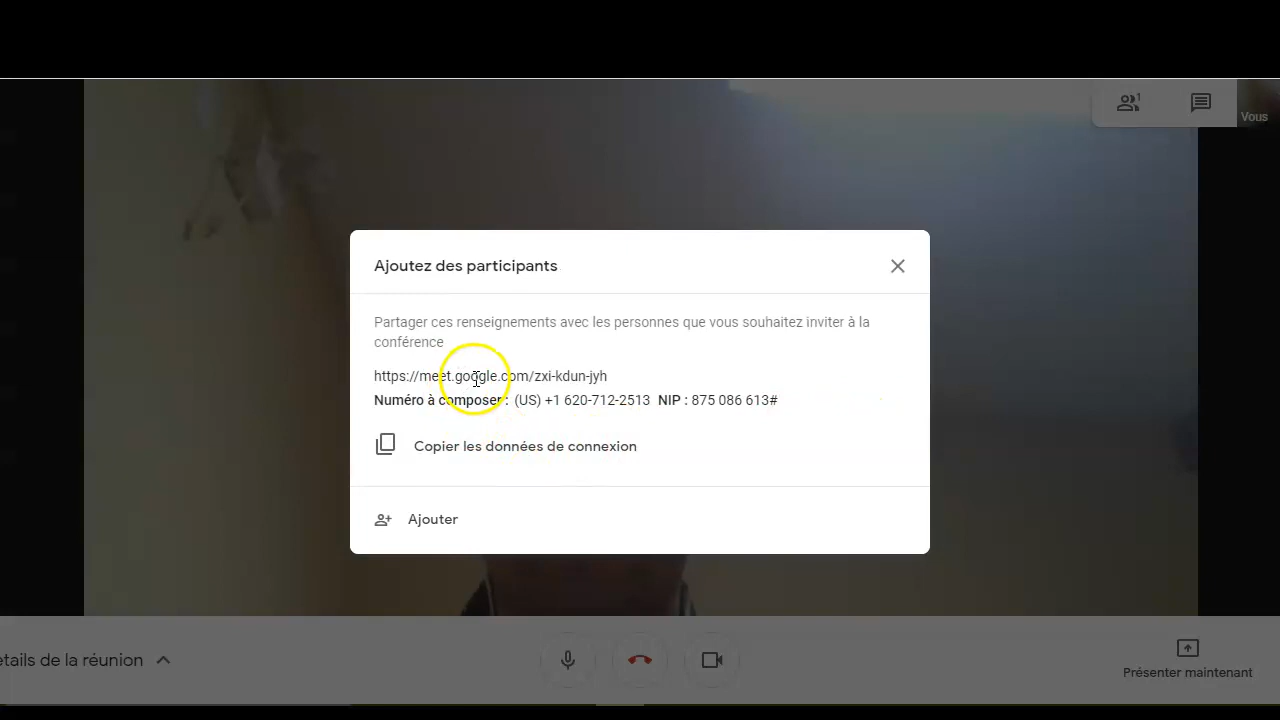 1
Vous
Ajoutez des participants
Partager ces renseignements avec les personnes que vous souhaitez inviter à la
conférence
https://meet.google.com/zxi-kdun-jyh
Numéro à composer : (US) +1 620-712-2513 NIP : 875 086 613#
Copier les données de connexion
Ajouter
etails de la réunion
Présenter maintenant